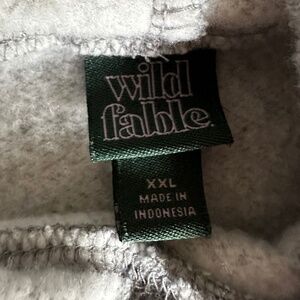 wild
fable
XXL
MADE IN
INDONESIA